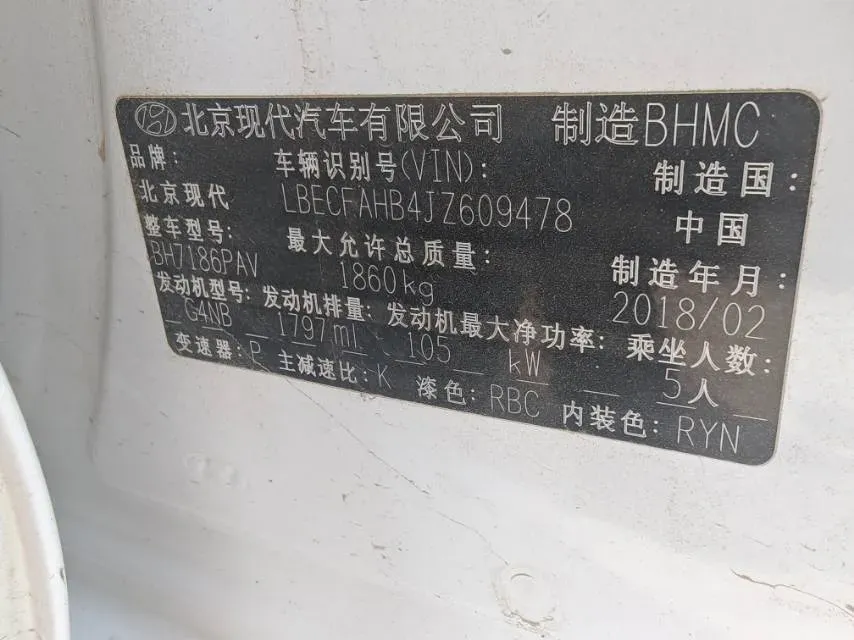 北京现代汽车有限公司 制造BHMC
品牌: 车辆识别号(VIN): 制造国:
北京现代 LBECFAHB4JZ609478 中国
整车型号: 最大允许总质量: 制造年月:
BH7186PAV 1860kg 2018/02
发动机型号: 发动机排量: 发动机最大净功率: 乘坐人数:
G4NB 1797ml 105 kW 5人
变速器: P 主减速比: K 漆色: RBC 内装色: RYN